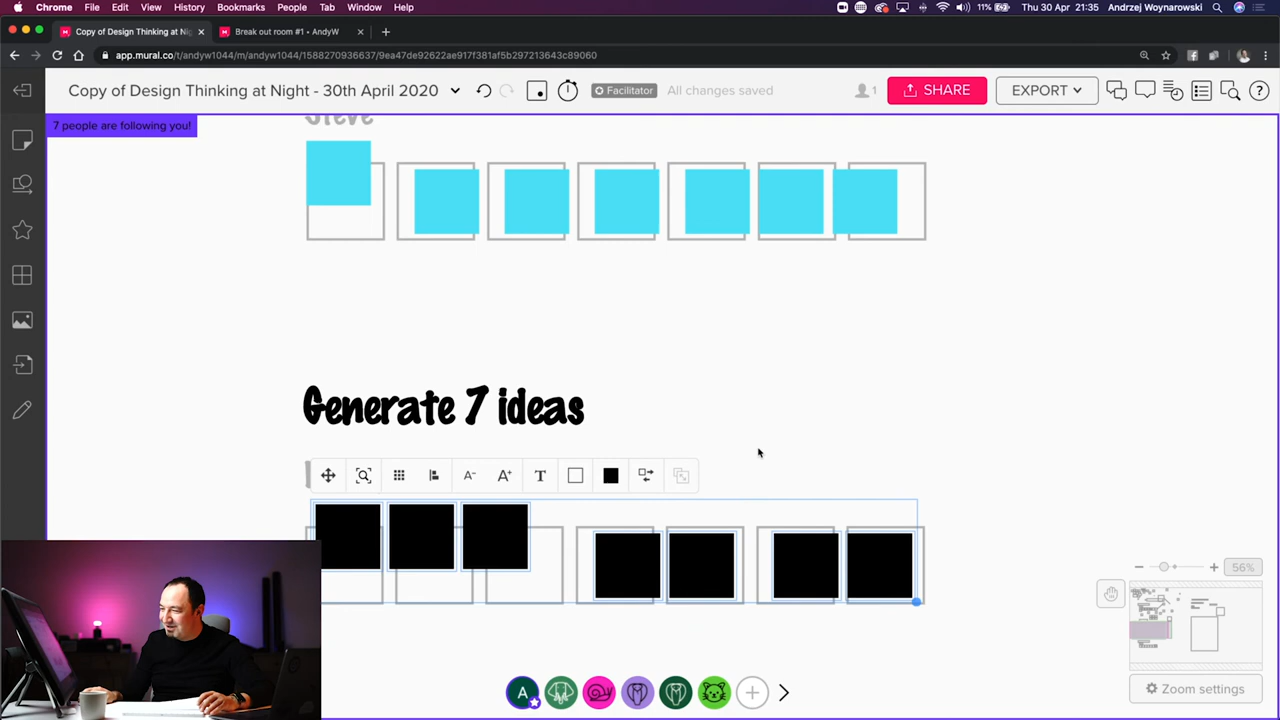 Chrome File Edit View History Bookmarks People Tab Window Help 11% Thu 30 Apr 21:35 Andrzej Woynarowski
Copy of Design Thinking at Nig Break out room #1 • AndyW
app.mural.co/t/andyw1044/m/andyw1044/1588270936637/9ea47de92622ae917f381af5b297213643c89060
Copy of Design Thinking at Night - 30th April 2020 Facilitator All changes saved 1 SHARE EXPORT
7 people are following you!
Steve
Generate 7 ideas
A- A+ T
56%
A
Zoom settings